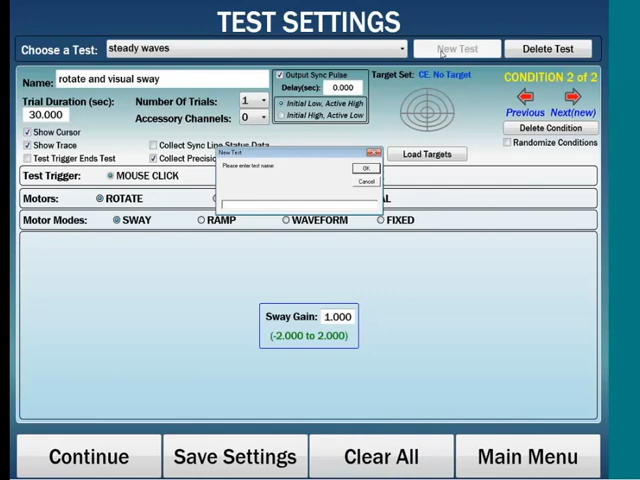 TEST SETTINGS
Choose a Test: steady waves New Test Delete Test
Name: rotate and visual sway
Output Sync Pulse
Delay(sec): 0.000
Initial Low, Active High
Initial High, Active Low
Target Set: CE. No Target
CONDITION 2 of 2
Trial Duration (sec):
30.000
Number Of Trials: 1
Accessory Channels: 0
Previous Next(new)
Delete Condition
Randomize Conditions
Show Cursor
Show Trace
Test Trigger Ends Test
Collect Sync Line Status Data
Collect Precisio
Load Targets
New Test
Please enter test name:
OK
Cancel
Test Trigger: MOUSE CLICK
Motors: ROTATE AL
Motor Modes: SWAY RAMP WAVEFORM FIXED
Sway Gain: 1.000
(-2.000 to 2.000)
Continue Save Settings Clear All Main Menu